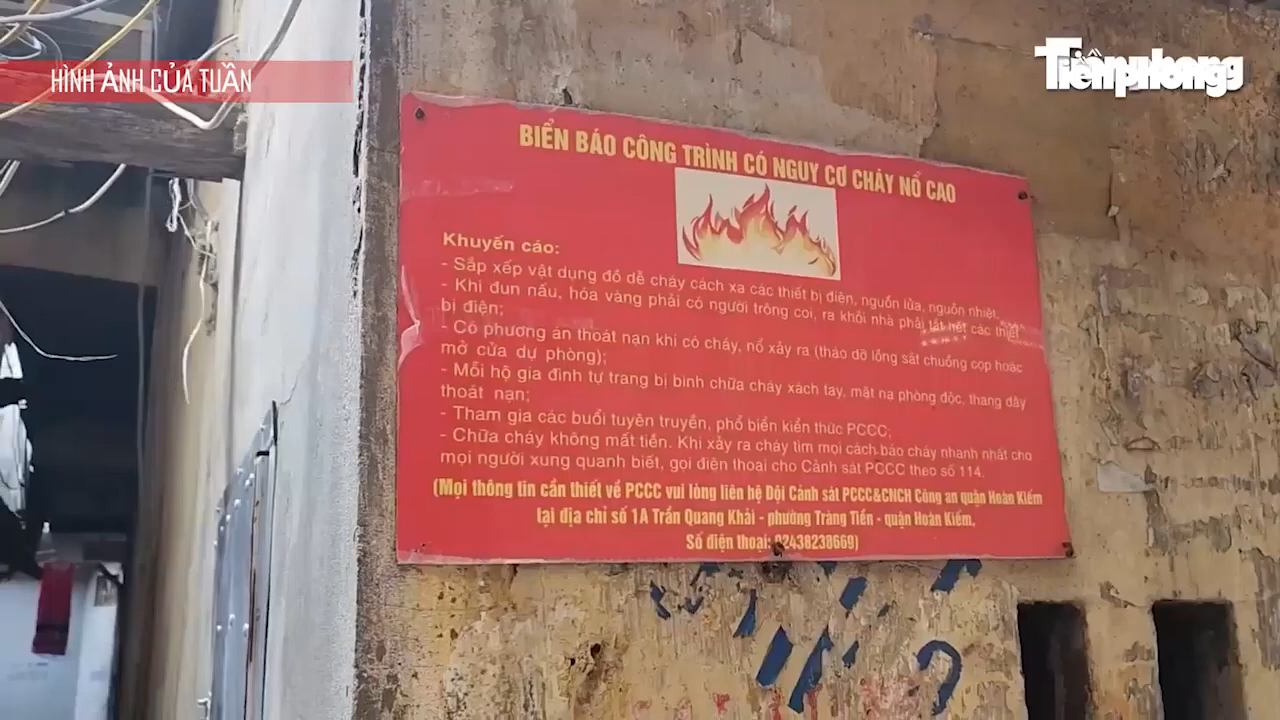 HÌNH ẢNH CỦA TUẦN
Tiền phong
BIỂN BÁO CÔNG TRÌNH CÓ NGUY CƠ CHÁY NỔ CAO
Khuyến cáo:
- Sắp xếp vật dụng đồ dễ cháy cách xa các thiết bị điện, nguồn lửa, nguồn nhiệt.
- Khi đun nấu, hóa vàng phải có người trông coi, ra khỏi nhà phải tắt hết các thiết
bị điện;
- Có phương án thoát nạn khi có cháy, nổ xảy ra (tháo dỡ lồng sắt chuồng cọp hoặc
mở cửa dự phòng);
- Mỗi hộ gia đình tự trang bị bình chữa cháy xách tay, mặt nạ phòng độc, thang dây
thoát nạn;
- Tham gia các buổi tuyên truyền, phổ biến kiến thức PCCC;
- Chữa cháy không mất tiền. Khi xảy ra cháy tìm mọi cách báo cháy nhanh nhất cho
mọi người xung quanh biết, gọi điện thoại cho Cảnh sát PCCC theo số 114.
(Mọi thông tin cần thiết về PCCC vui lòng liên hệ Đội Cảnh sát PCCC&CNCH Công an quận Hoàn Kiếm
tại địa chỉ số 1A Trần Quang Khải - phường Tràng Tiền - quận Hoàn Kiếm.
Số điện thoại: 02438238669)